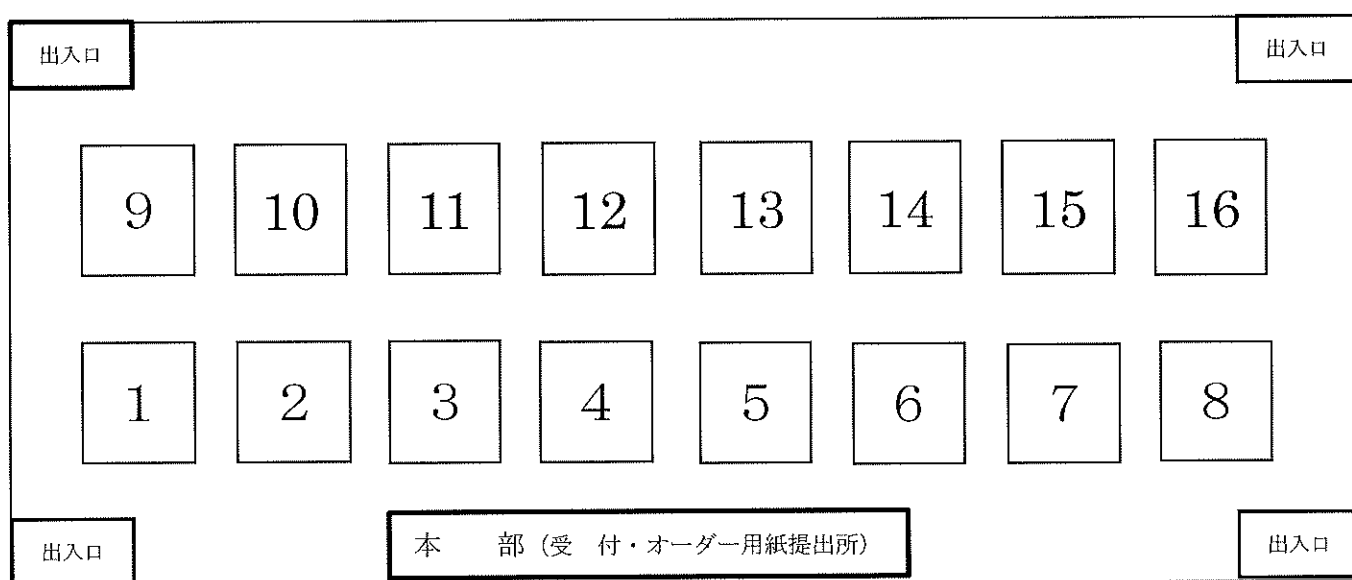 出入口 出入口
9 10 11 12 13 14 15 16
1 2 3 4 5 6 7 8
出入口 本　　部（受　付・オーダー用紙提出所） 出入口